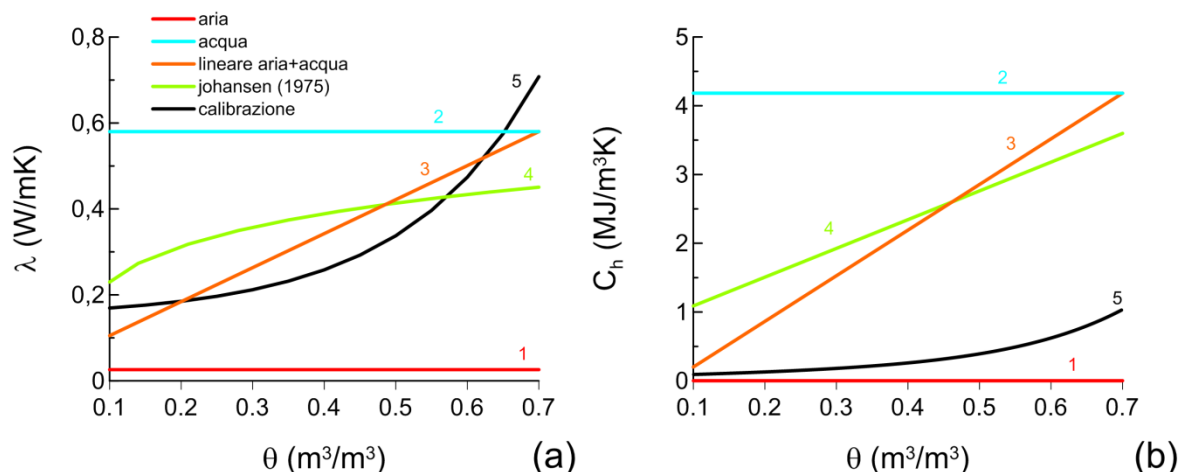 aria
acqua
lineare aria+acqua
johansen (1975)
calibrazione
λ (W/mK)
0,8
0.6
0.4
0,2
0
5
2
3
4
1
0.1 0.2 0.3 0.4 0.5 0.6 0.7
θ (m³/m³)
(a)
C_h (MJ/m³K)
5
4
3
2
1
0
2
3
4
5
1
0.1 0.2 0.3 0.4 0.5 0.6 0.7
θ (m³/m³)
(b)